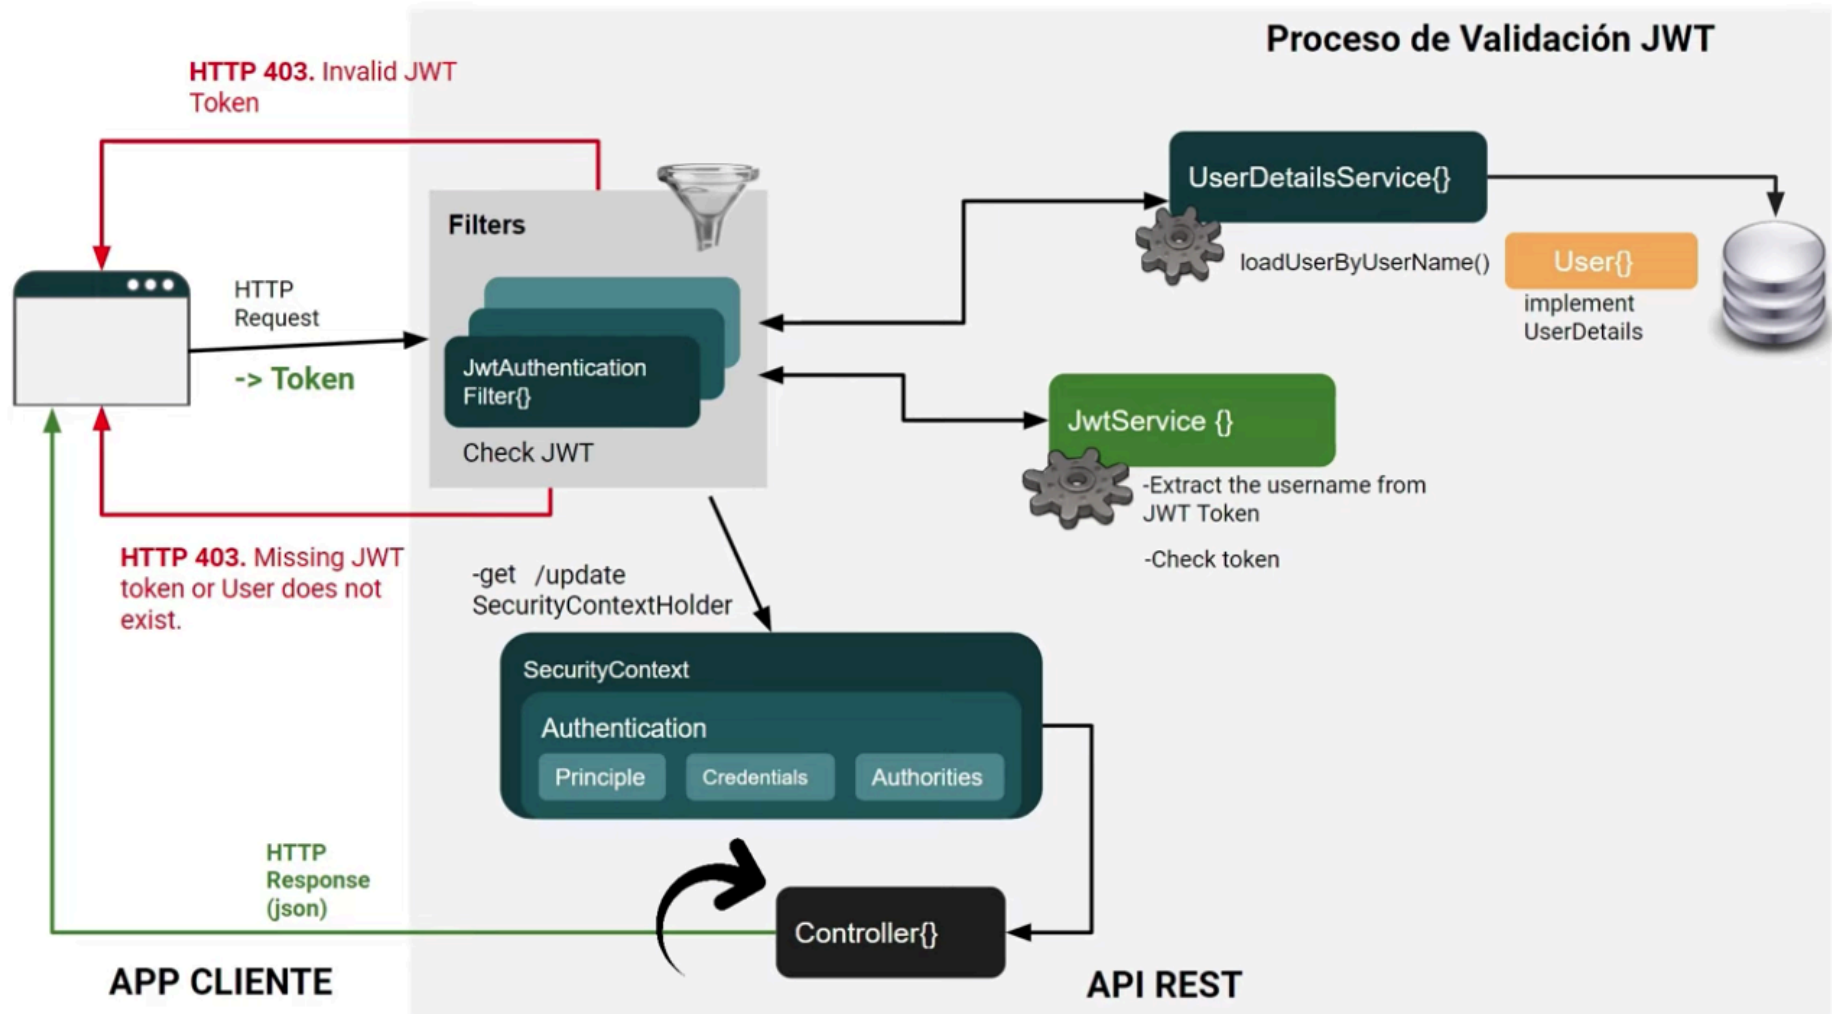 Proceso de Validación JWT
HTTP 403. Invalid JWT
Token
UserDetailsService{}
Filters
loadUserByUserName()
User{}
implement
UserDetails
HTTP
Request
-> Token
JwtAuthentication
Filter{}
Check JWT
JwtService {}
-Extract the username from
JWT Token
-Check token
HTTP 403. Missing JWT
token or User does not
exist.
-get /update
SecurityContextHolder
SecurityContext
Authentication
Principle
Credentials
Authorities
HTTP
Response
(json)
Controller{}
APP CLIENTE
API REST